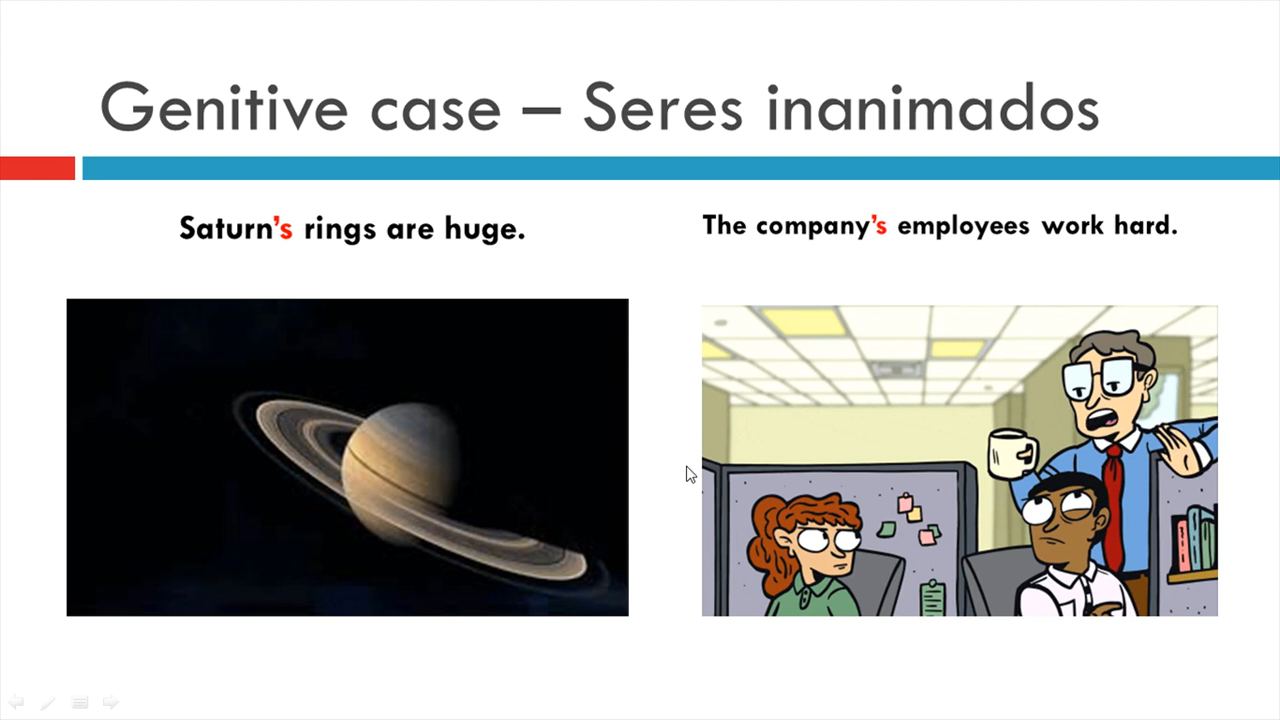 Genitive case – Seres inanimados
Saturn’s rings are huge.
The company’s employees work hard.